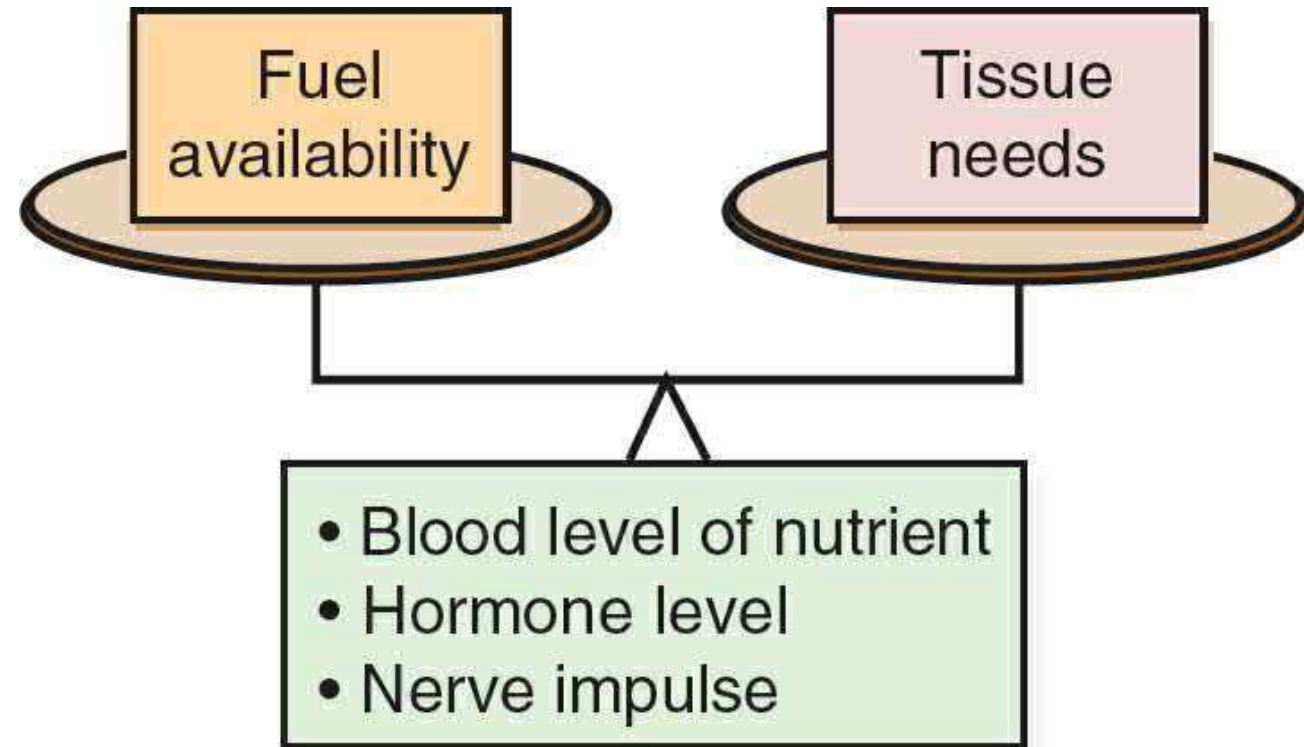 Fuel
availability
Tissue
needs
• Blood level of nutrient
• Hormone level
• Nerve impulse